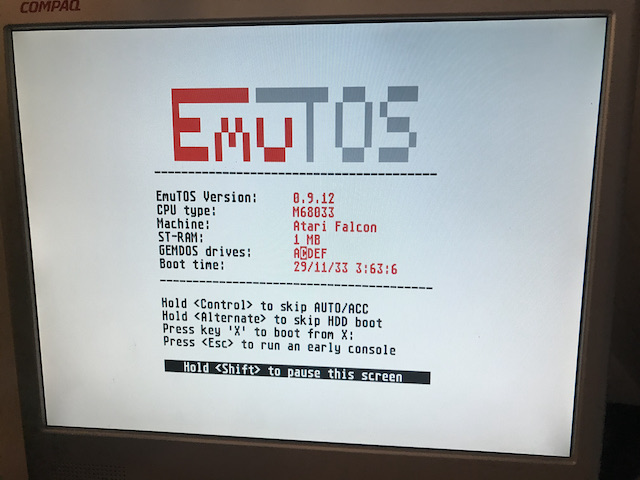 COMPAQ
EmuTOS
EmuTOS Version: 0.9.12
CPU type: M68033
Machine: Atari Falcon
ST-RAM: 1 MB
GEMDOS drives: ACDEF
Boot time: 29/11/33 3:63:6
Hold <Control> to skip AUTO/ACC
Hold <Alternate> to skip HDD boot
Press key 'X' to boot from X:
Press <Esc> to run an early console
Hold <Shift> to pause this screen